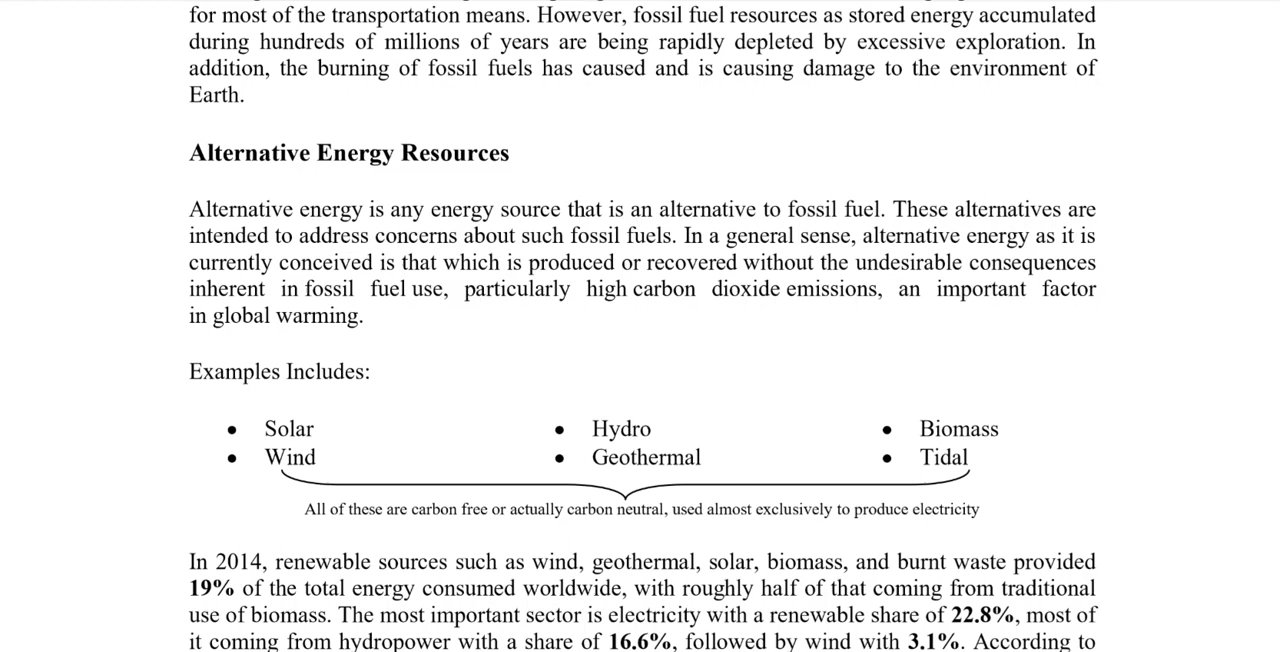 for most of the transportation means. However, fossil fuel resources as stored energy accumulated
during hundreds of millions of years are being rapidly depleted by excessive exploration. In
addition, the burning of fossil fuels has caused and is causing damage to the environment of
Earth.
Alternative Energy Resources
Alternative energy is any energy source that is an alternative to fossil fuel. These alternatives are
intended to address concerns about such fossil fuels. In a general sense, alternative energy as it is
currently conceived is that which is produced or recovered without the undesirable consequences
inherent in fossil fuel use, particularly high carbon dioxide emissions, an important factor
in global warming.
Examples Includes:
• Solar • Hydro • Biomass
• Wind • Geothermal • Tidal
All of these are carbon free or actually carbon neutral, used almost exclusively to produce electricity
In 2014, renewable sources such as wind, geothermal, solar, biomass, and burnt waste provided
19% of the total energy consumed worldwide, with roughly half of that coming from traditional
use of biomass. The most important sector is electricity with a renewable share of 22.8%, most of
it coming from hydropower with a share of 16.6%, followed by wind with 3.1%. According to